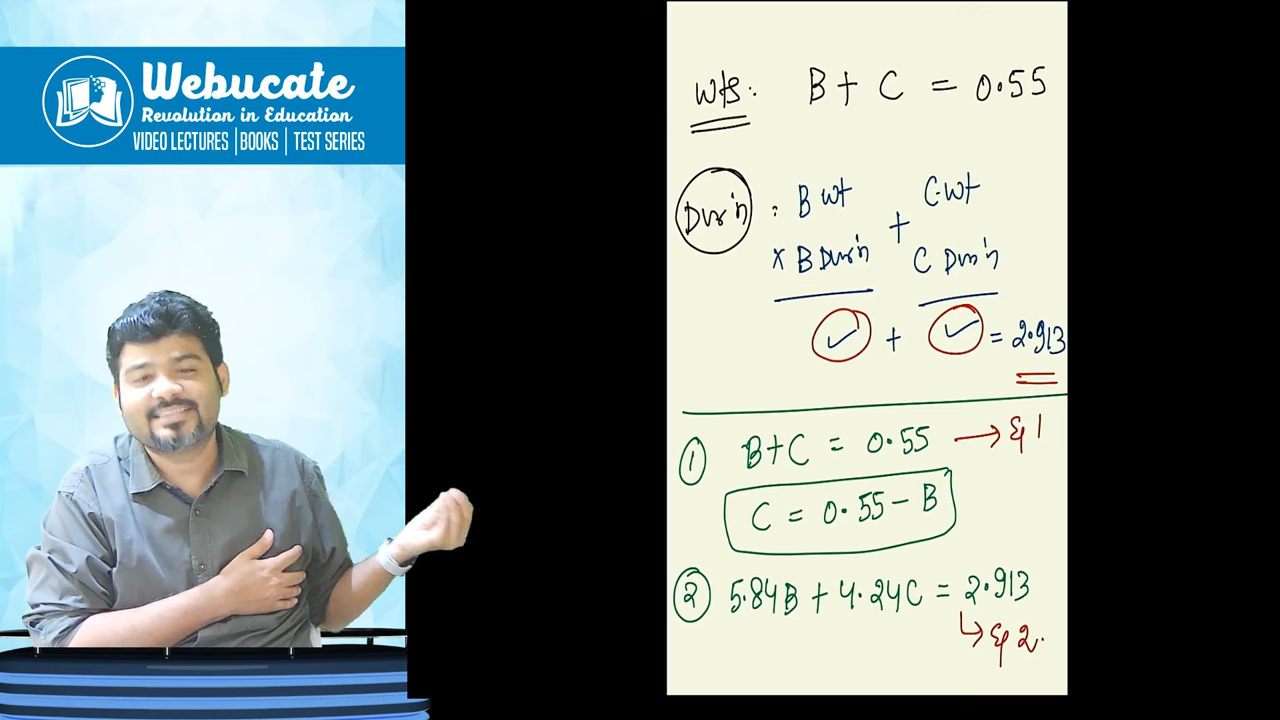 Webucate
Revolution in Education
VIDEO LECTURES | BOOKS | TEST SERIES
Wts: B + C = 0.55
Dur'n : B Wt + C Wt
x B Dur'n C Dur'n
✓ + ✓ = 2.913
① B+C = 0.55 → Eq 1
C = 0.55 - B
② 5.84B + 4.24C = 2.913
↳ Eq 2.